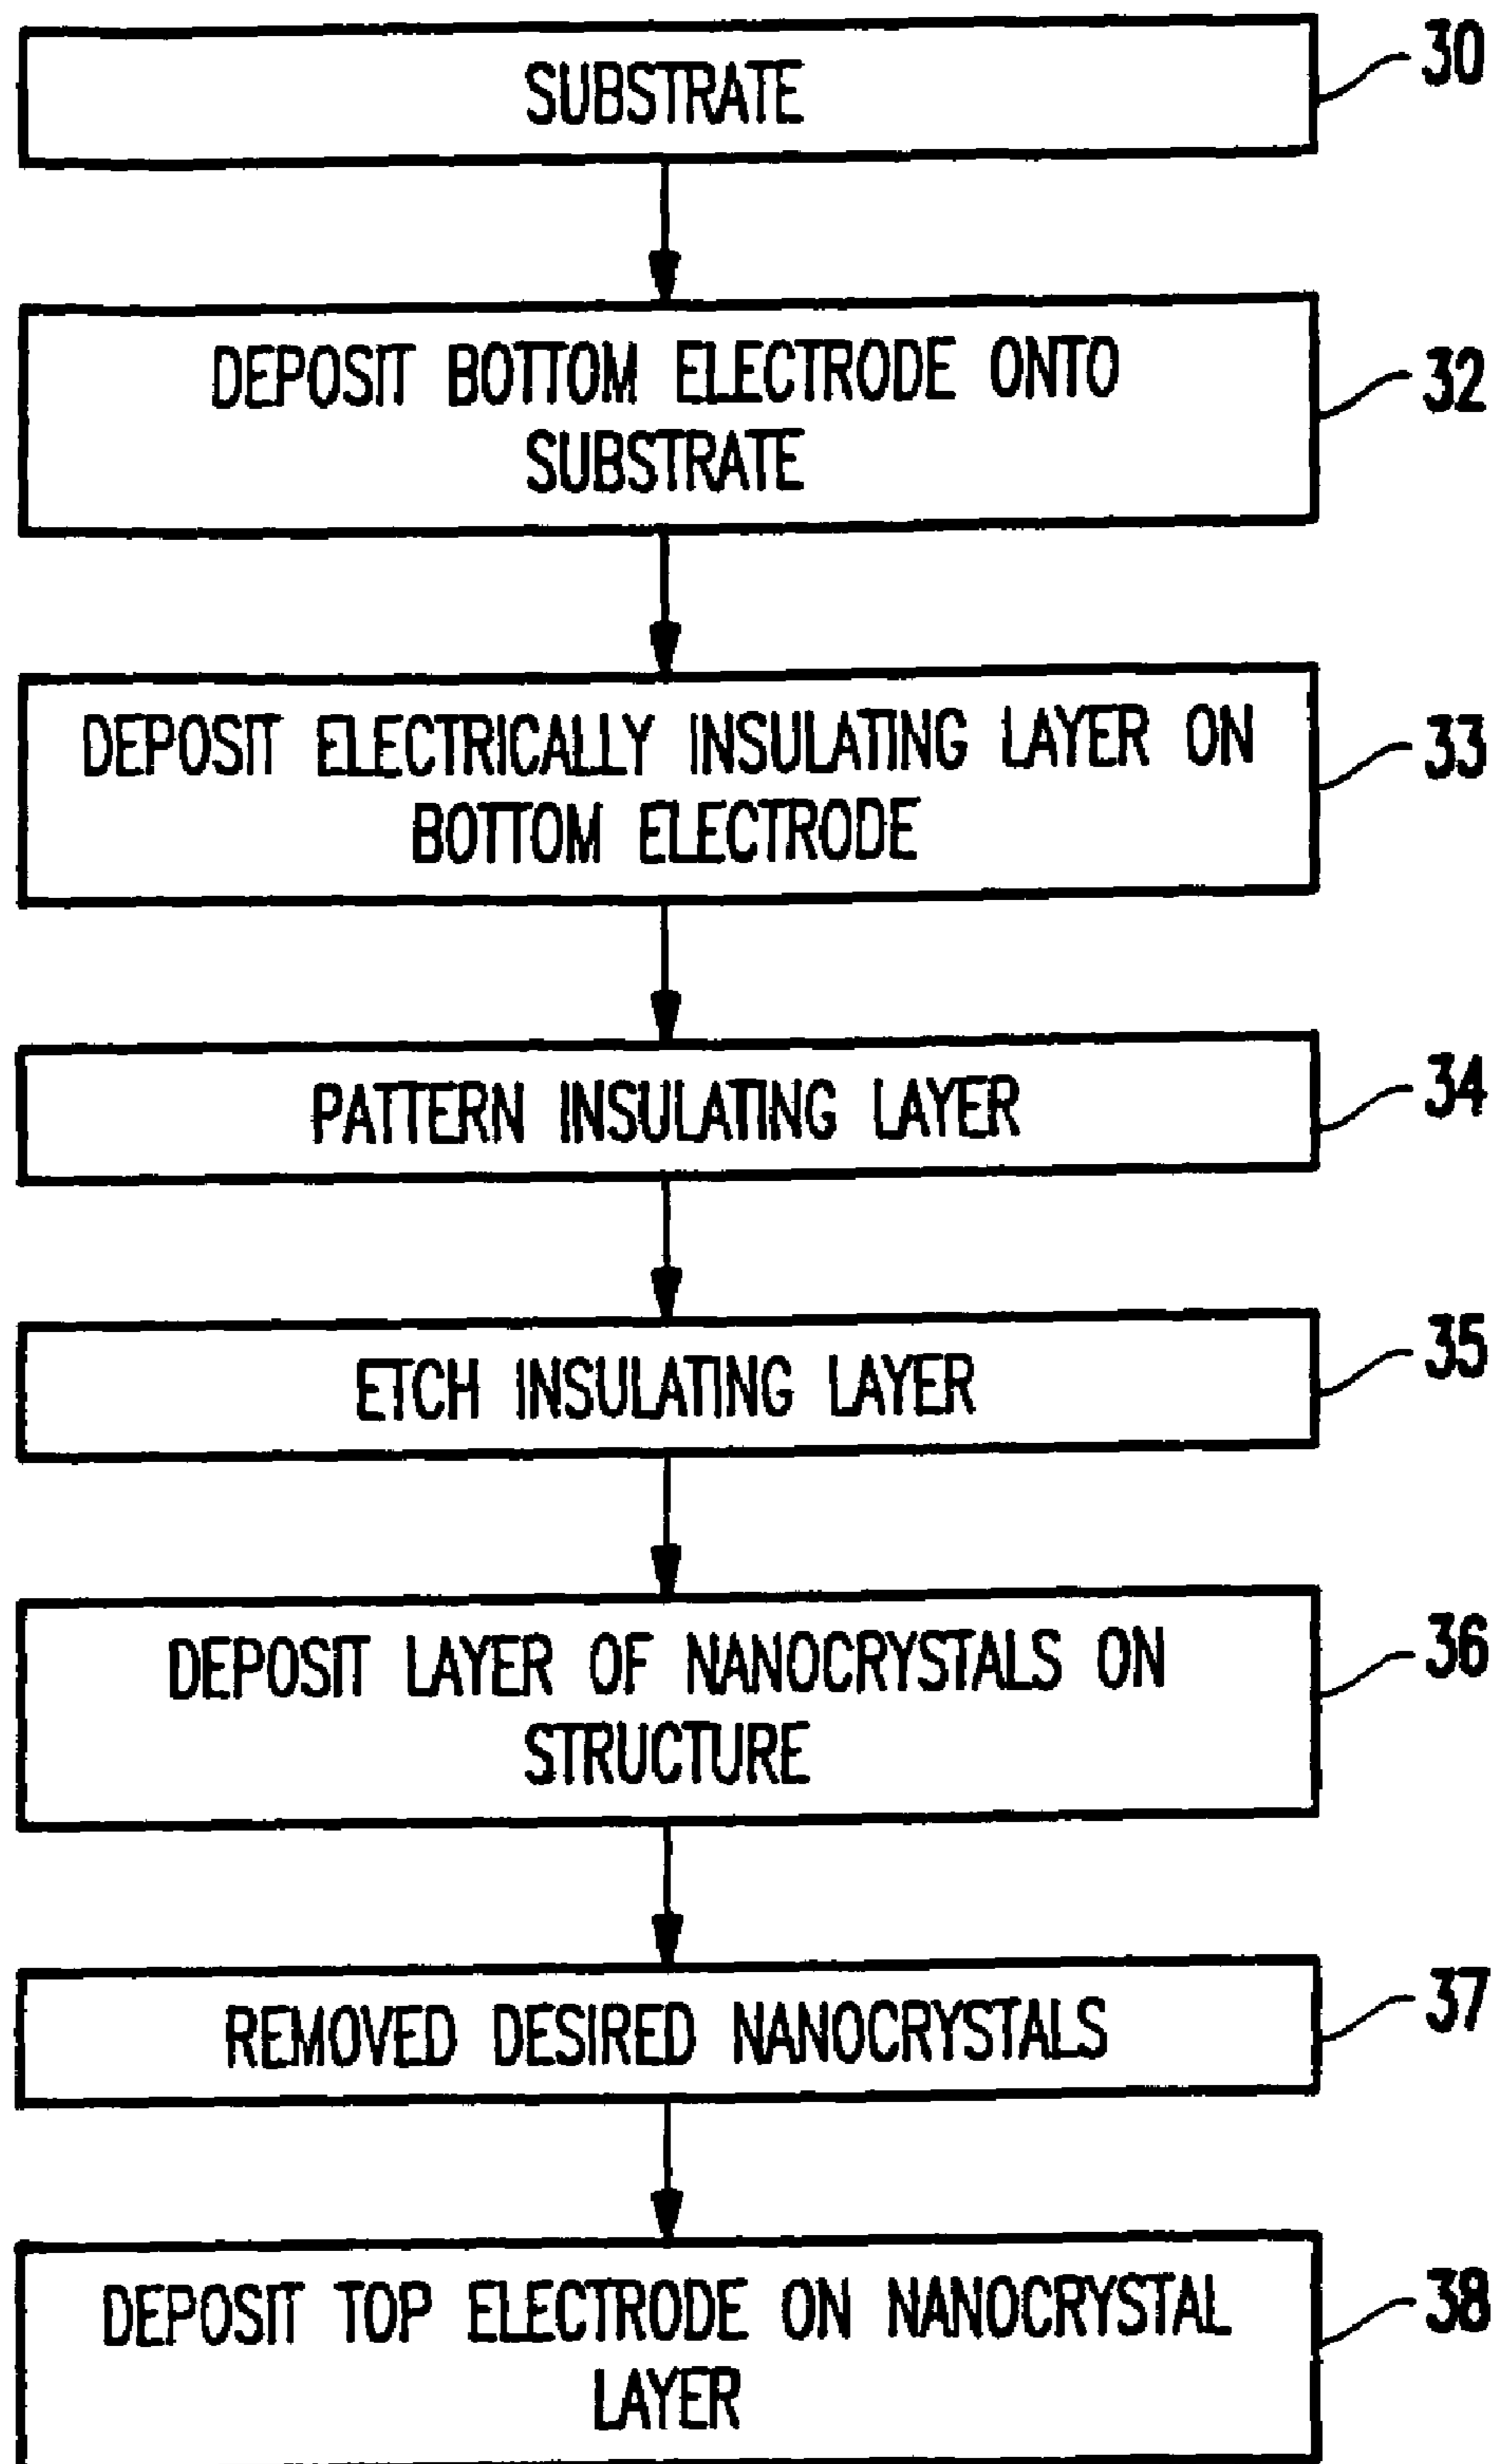 SUBSTRATE
30
DEPOSIT BOTTOM ELECTRODE ONTO
SUBSTRATE
32
DEPOSIT ELECTRICALLY INSULATING LAYER ON
BOTTOM ELECTRODE
33
PATTERN INSULATING LAYER
34
ETCH INSULATING LAYER
35
DEPOSIT LAYER OF NANOCRYSTALS ON
STRUCTURE
36
REMOVED DESIRED NANOCRYSTALS
37
DEPOSIT TOP ELECTRODE ON NANOCRYSTAL
LAYER
38